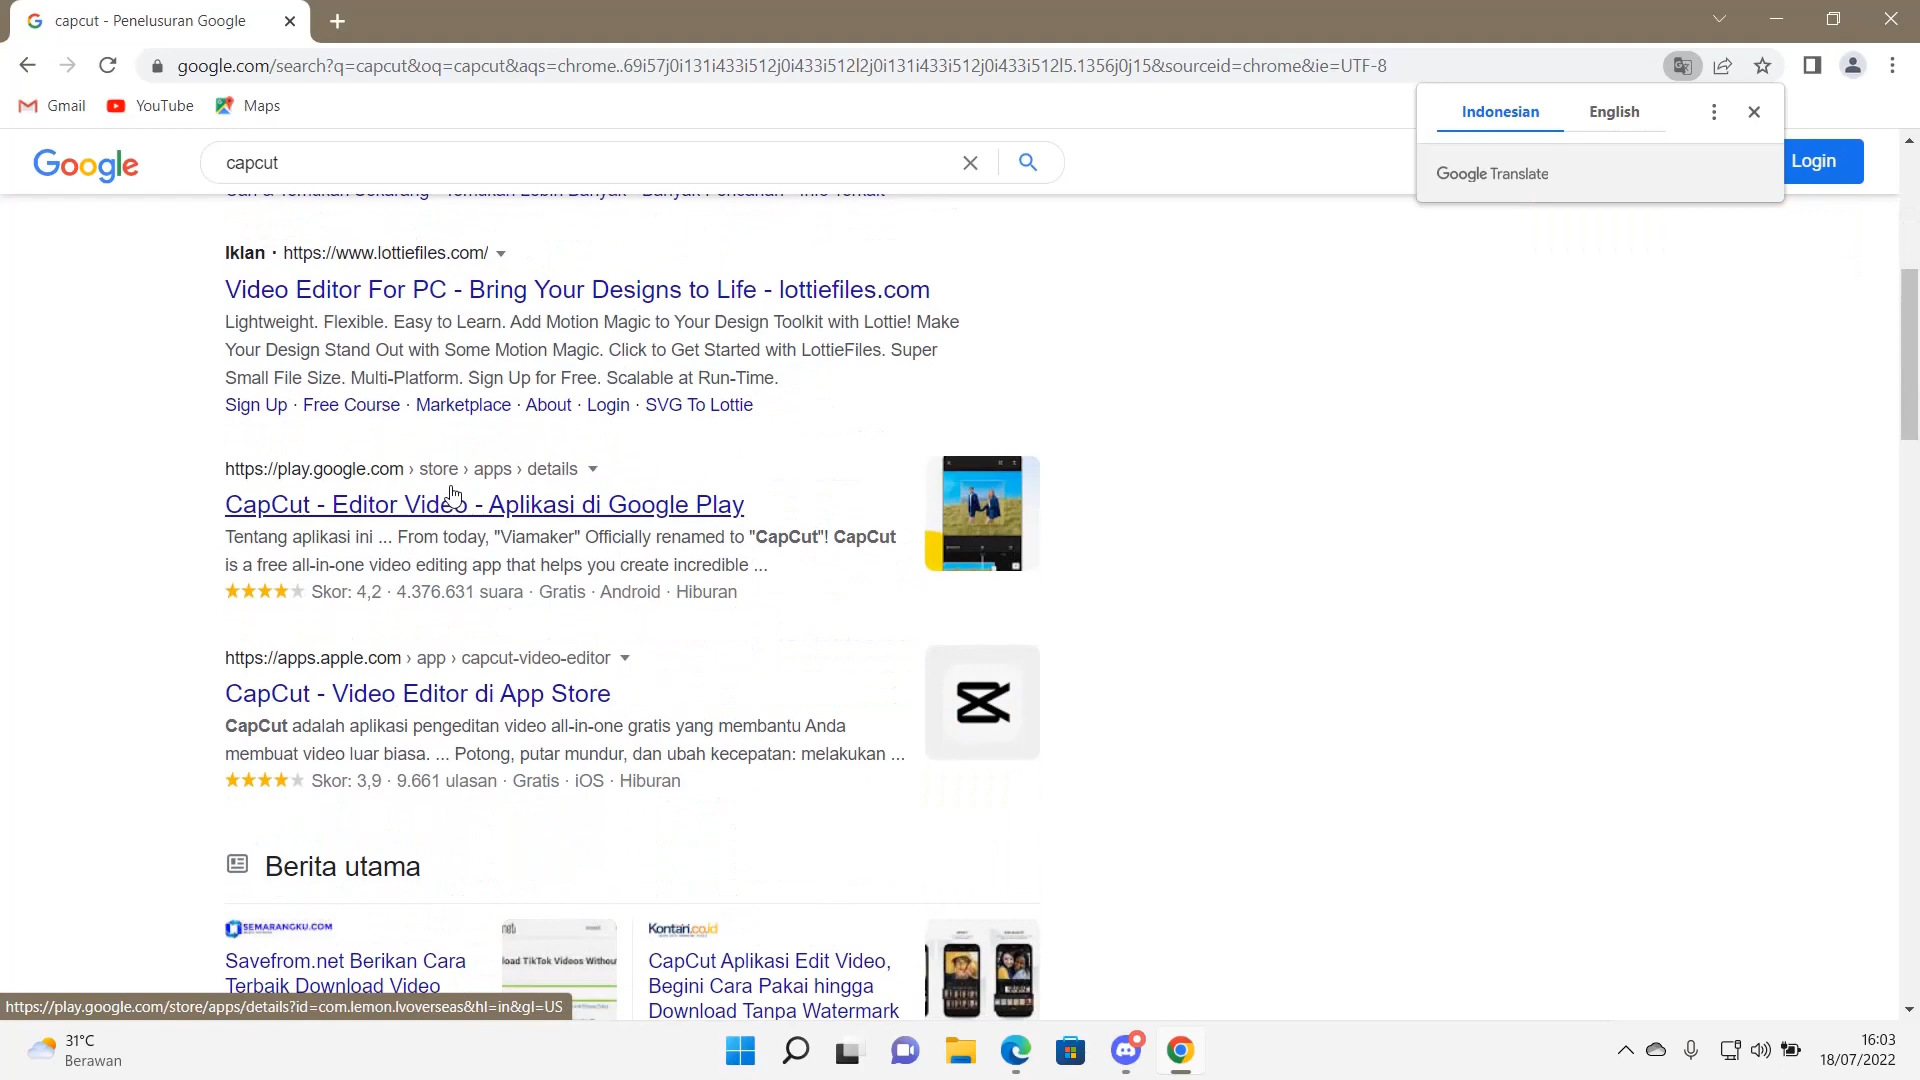 capcut - Penelusuran Google
google.com/search?q=capcut&oq=capcut&aqs=chrome..69i57j0i131i433i512j0i433i512l2j0i131i433i512j0i433i512l5.1356j0j15&sourceid=chrome&ie=UTF-8
Gmail YouTube Maps
Indonesian English
Google Translate
Google capcut Login
Iklan · https://www.lottiefiles.com/
Video Editor For PC - Bring Your Designs to Life - lottiefiles.com
Lightweight. Flexible. Easy to Learn. Add Motion Magic to Your Design Toolkit with Lottie! Make
Your Design Stand Out with Some Motion Magic. Click to Get Started with LottieFiles. Super
Small File Size. Multi-Platform. Sign Up for Free. Scalable at Run-Time.
Sign Up · Free Course · Marketplace · About · Login · SVG To Lottie
https://play.google.com › store › apps › details
CapCut - Editor Video - Aplikasi di Google Play
Tentang aplikasi ini ... From today, "Viamaker" Officially renamed to "CapCut"! CapCut
is a free all-in-one video editing app that helps you create incredible ...
Skor: 4,2 · 4.376.631 suara · Gratis · Android · Hiburan
https://apps.apple.com › app › capcut-video-editor
CapCut - Video Editor di App Store
CapCut adalah aplikasi pengeditan video all-in-one gratis yang membantu Anda
membuat video luar biasa. ... Potong, putar mundur, dan ubah kecepatan: melakukan ...
Skor: 3,9 · 9.661 ulasan · Gratis · iOS · Hiburan
Berita utama
SEMARANGKU.COM
Savefrom.net Berikan Cara
Terbaik Download Video
Kontan.co.id
CapCut Aplikasi Edit Video,
Begini Cara Pakai hingga
Download Tanpa Watermark
https://play.google.com/store/apps/details?id=com.lemon.lvoverseas&hl=in&gl=US
31°C
Berawan
16:03
18/07/2022